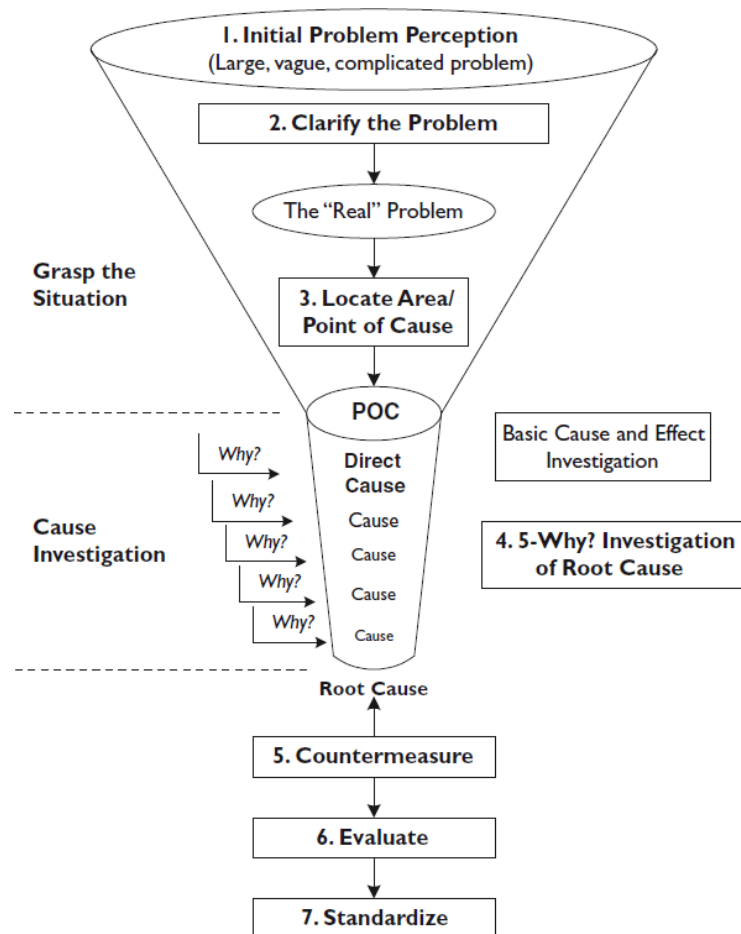 1. Initial Problem Perception
(Large, vague, complicated problem)
2. Clarify the Problem
The “Real” Problem
Grasp the
Situation
3. Locate Area/
Point of Cause
POC
Basic Cause and Effect
Investigation
Why?
Direct
Cause
Why?
Cause
Cause
Investigation
Why?
Cause
4. 5-Why? Investigation
of Root Cause
Why?
Cause
Why?
Cause
Root Cause
5. Countermeasure
6. Evaluate
7. Standardize